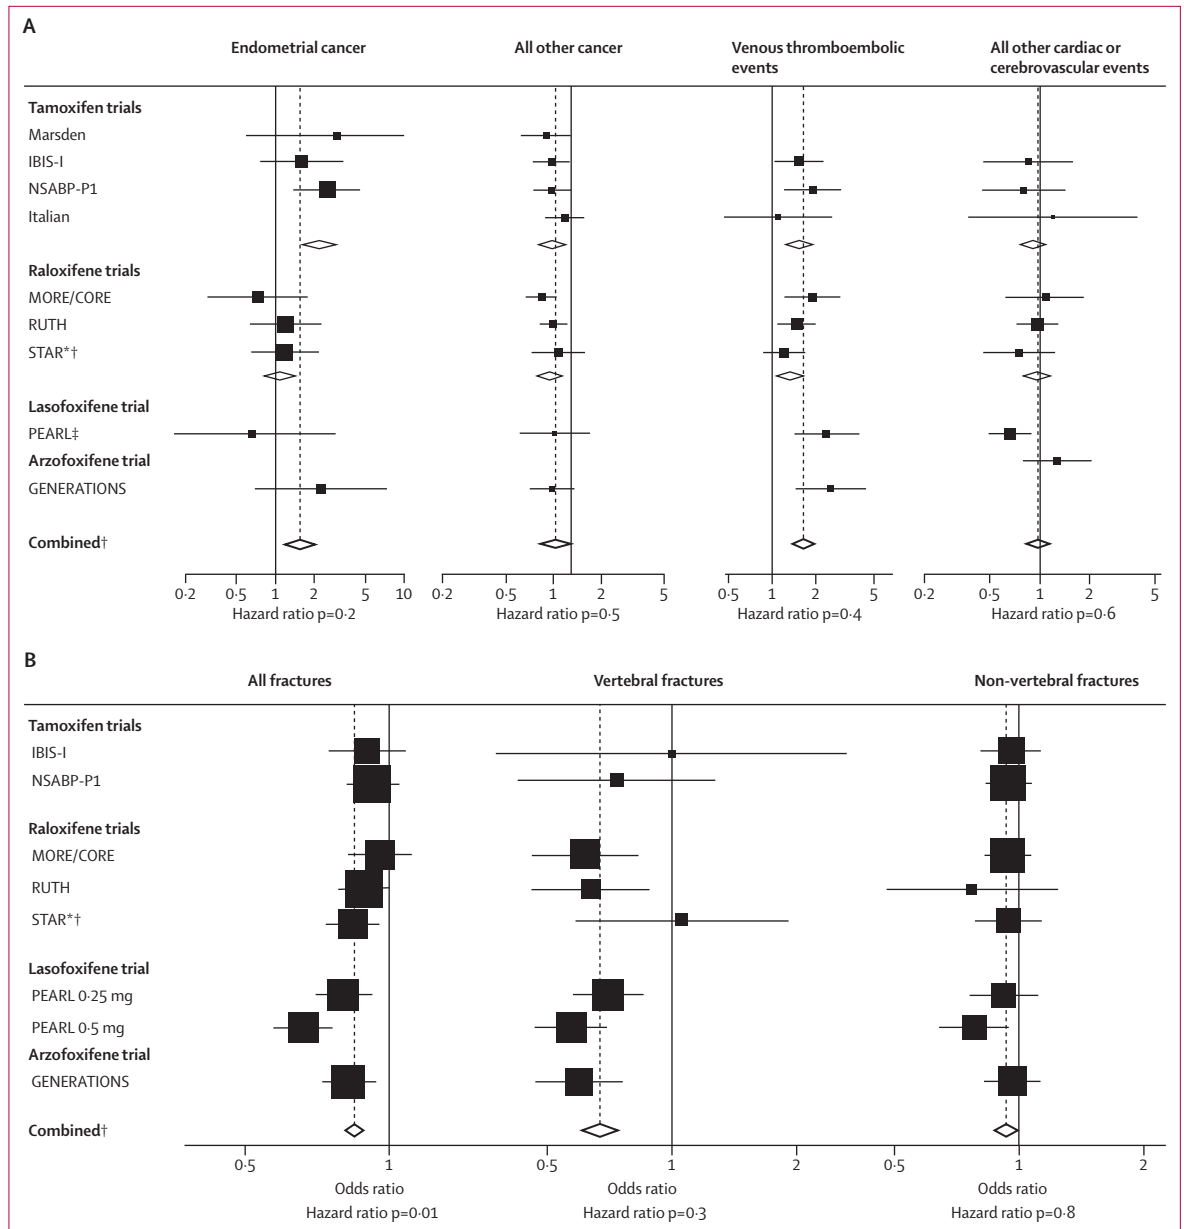 A
Endometrial cancer
All other cancer
Venous thromboembolic
events
All other cardiac or
cerebrovascular events
Tamoxifen trials
Marsden
IBIS-I
NSABP-P1
Italian
Raloxifene trials
MORE/CORE
RUTH
STAR*†
Lasofoxifene trial
PEARL‡
Arzofoxifene trial
GENERATIONS
Combined†
0·2 0·5 1 2 5 10
Hazard ratio p=0·2
0·2 0·5 1 2 5
Hazard ratio p=0·5
0·5 1 2 5
Hazard ratio p=0·4
0·2 0·5 1 2 5
Hazard ratio p=0·6
B
All fractures
Vertebral fractures
Non-vertebral fractures
Tamoxifen trials
IBIS-I
NSABP-P1
Raloxifene trials
MORE/CORE
RUTH
STAR*†
Lasofoxifene trial
PEARL 0·25 mg
PEARL 0·5 mg
Arzofoxifene trial
GENERATIONS
Combined†
0·5 1
Odds ratio
Hazard ratio p=0·01
0·5 1 2
Odds ratio
Hazard ratio p=0·3
0·5 1 2
Odds ratio
Hazard ratio p=0·8